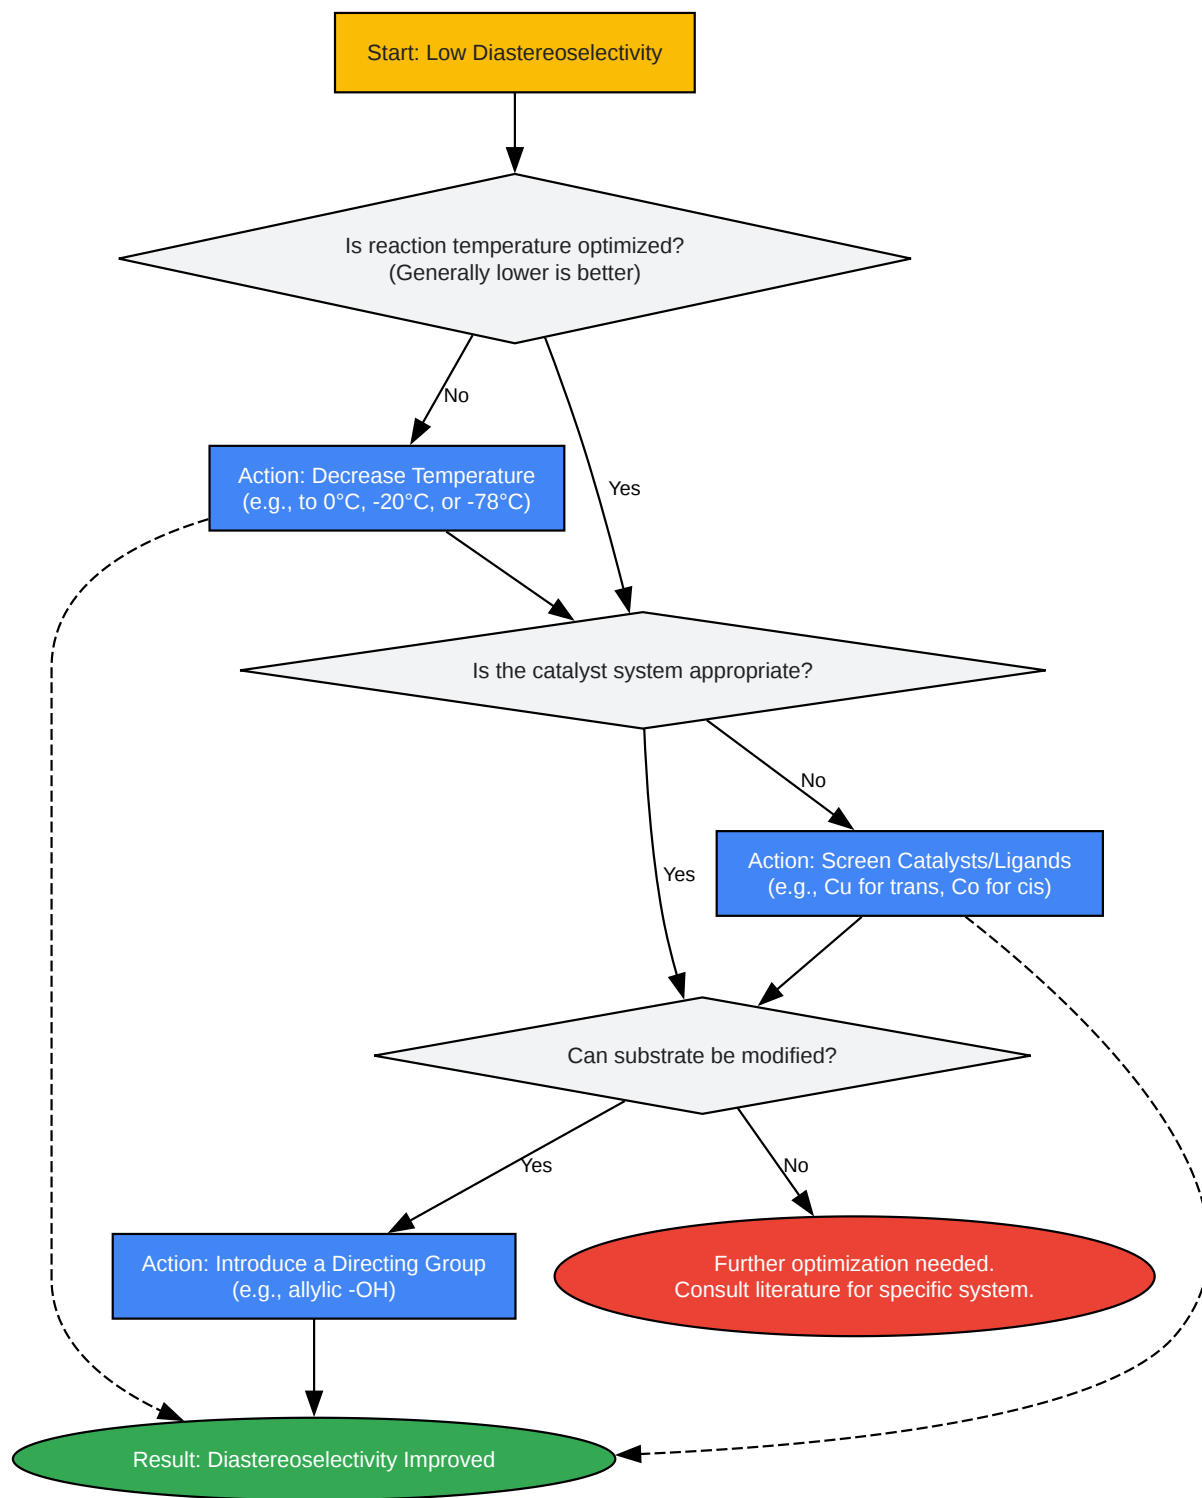 Start: Low Diastereoselectivity
Is reaction temperature optimized?
(Generally lower is better)
No
Action: Decrease Temperature
(e.g., to 0°C, -20°C, or -78°C)
Yes
Is the catalyst system appropriate?
No
Action: Screen Catalysts/Ligands
(e.g., Cu for trans, Co for cis)
Yes
Can substrate be modified?
Yes
No
Action: Introduce a Directing Group
(e.g., allylic -OH)
Further optimization needed.
Consult literature for specific system.
Result: Diastereoselectivity Improved